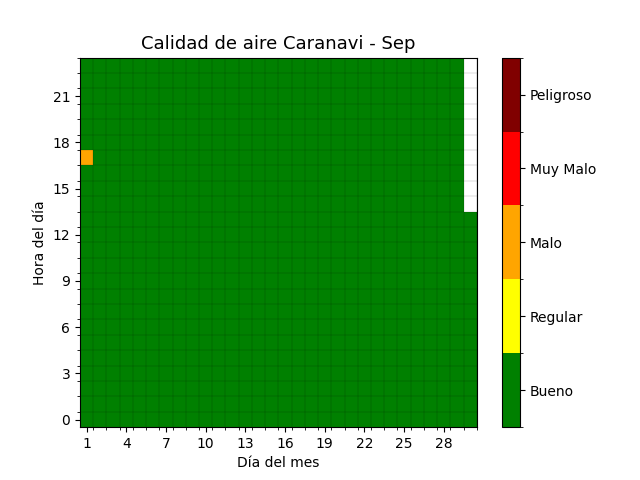 Calidad de aire Caranavi - Sep
Hora del día
21
18
15
12
9
6
3
0
1 4 7 10 13 16 19 22 25 28
Día del mes
Peligroso
Muy Malo
Malo
Regular
Bueno